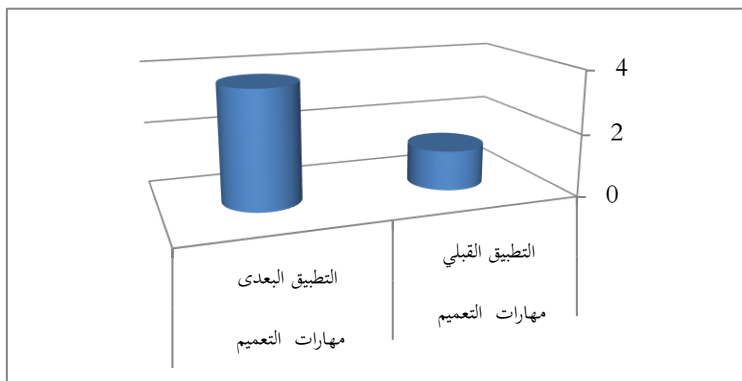 4
2
0
التطبيق القبلي
مهارات التعميم
التطبيق البعدى
مهارات التعميم